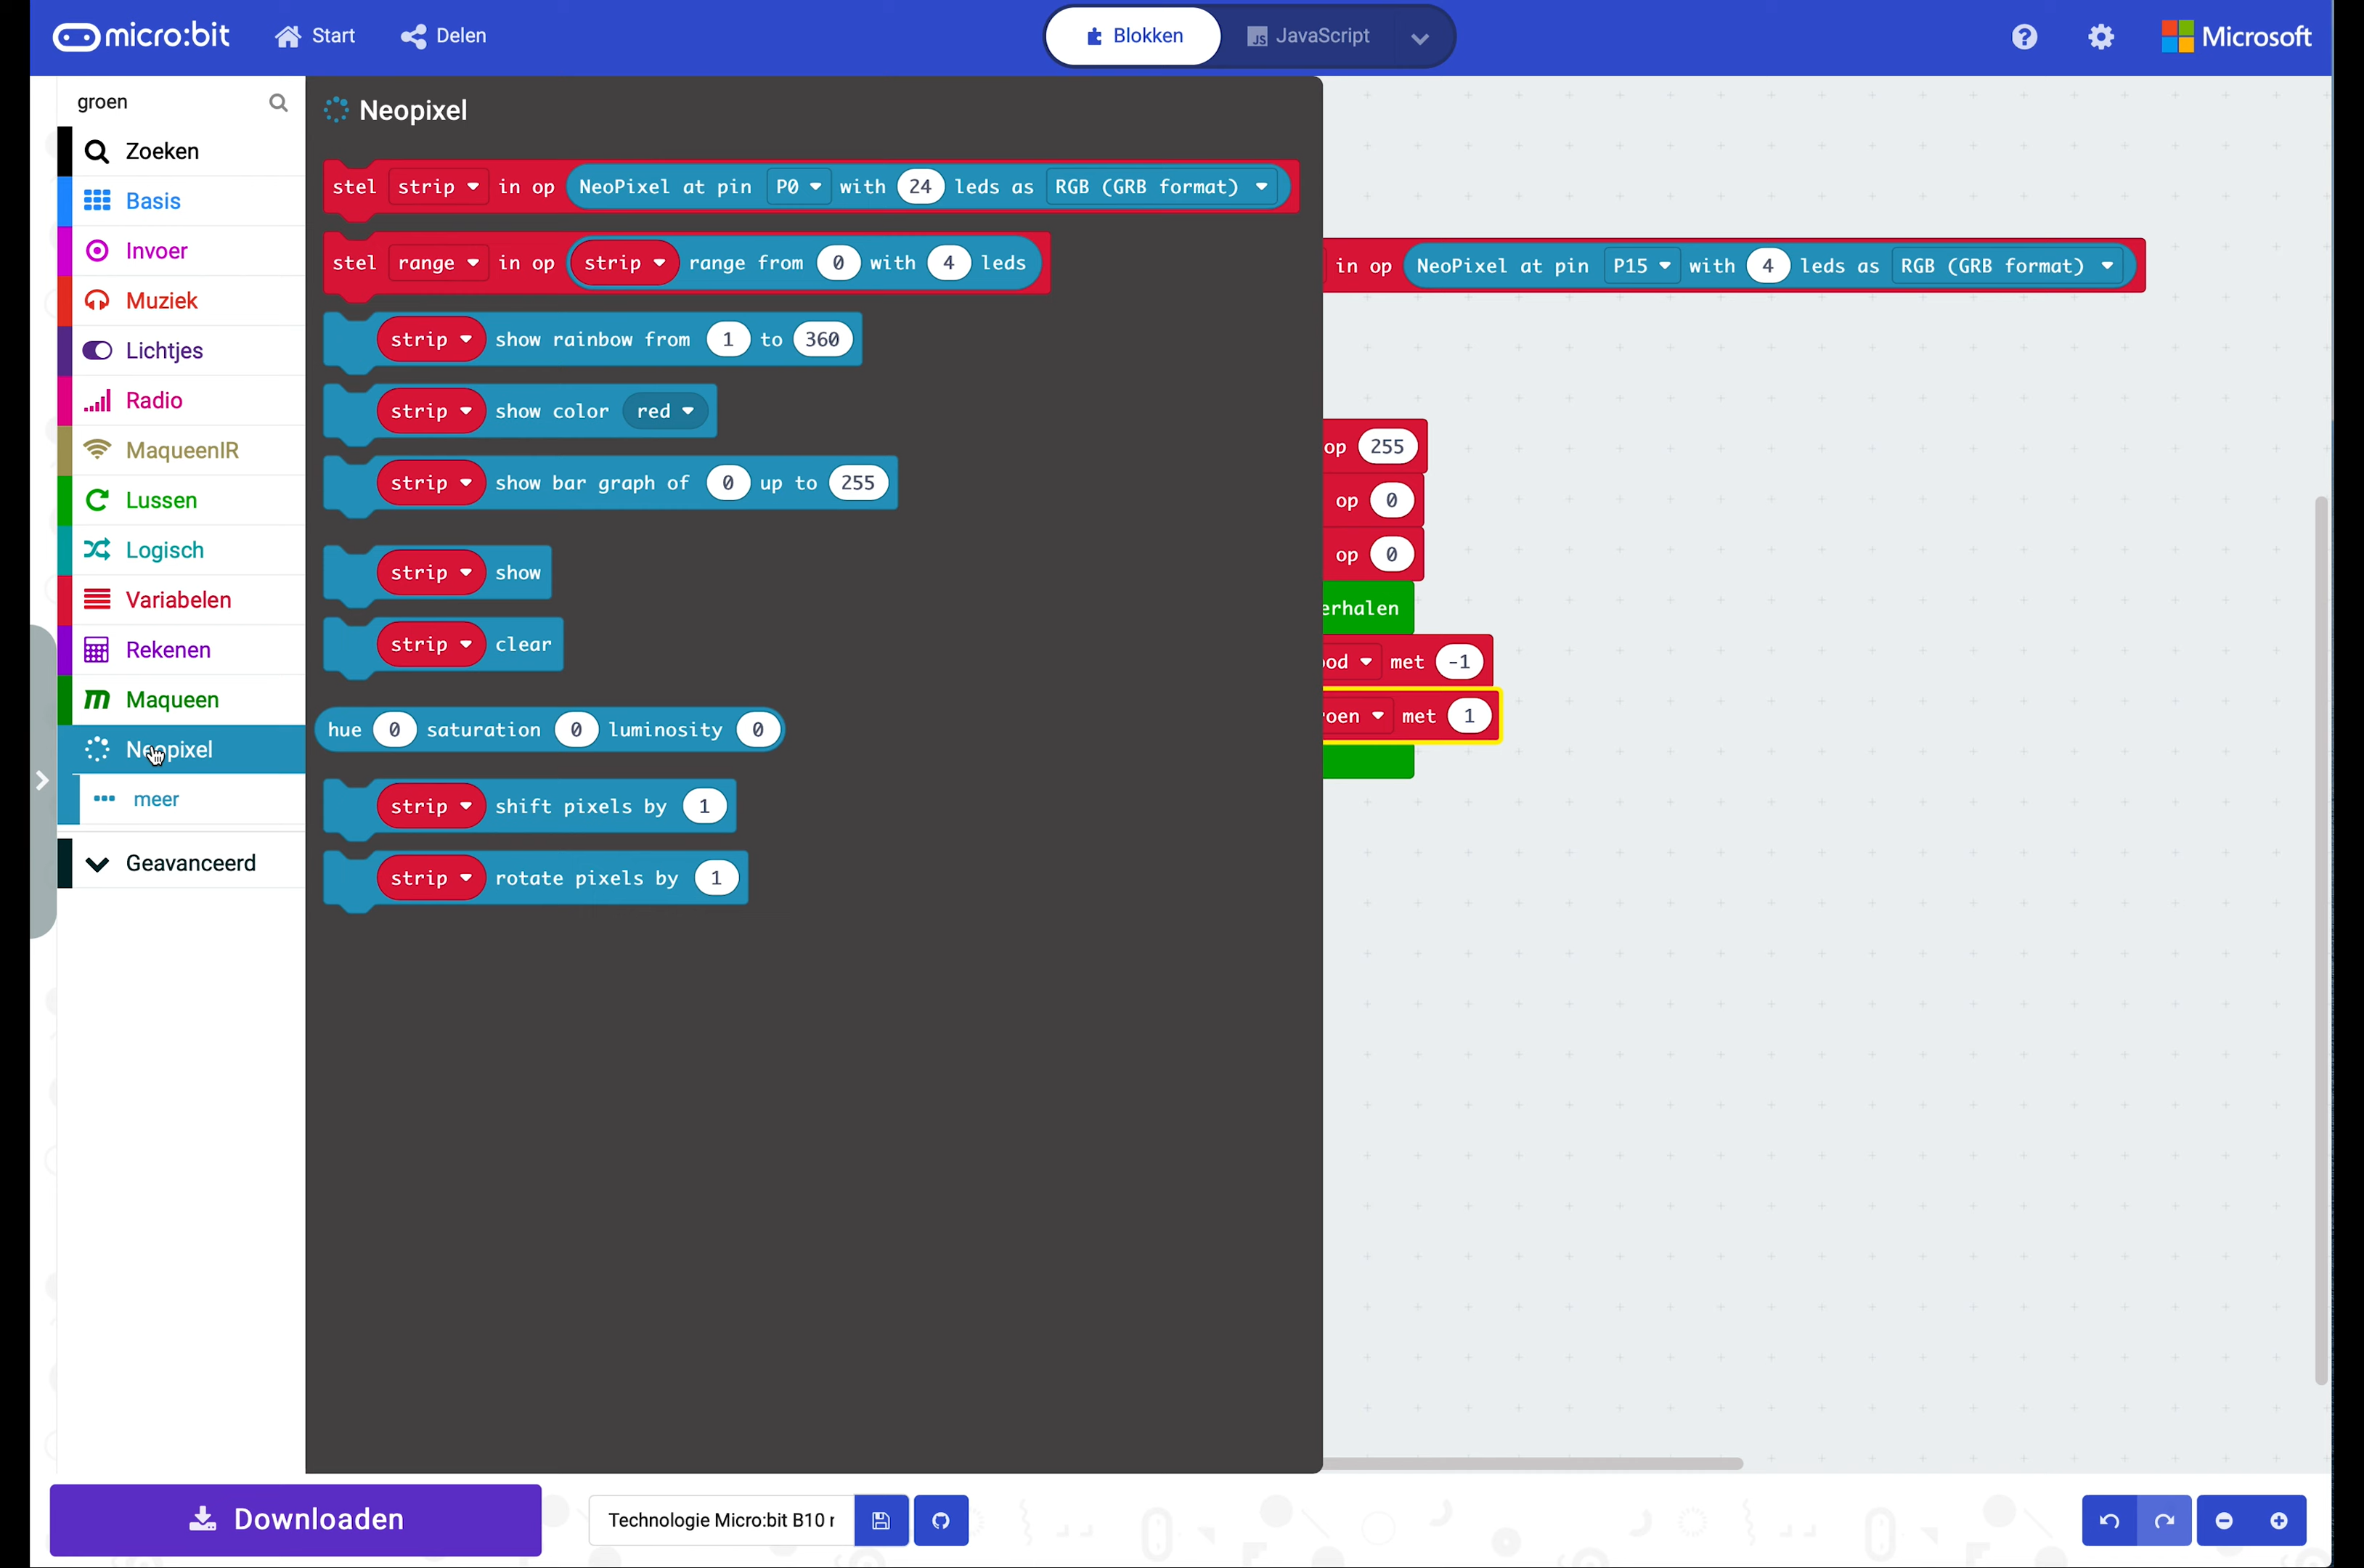 micro:bit Start Delen Blokken JavaScript Microsoft
groen
Zoeken
Basis
Invoer
Muziek
Lichtjes
Radio
MaqueenIR
Lussen
Logisch
Variabelen
Rekenen
Maqueen
Neopixel
meer
Geavanceerd
Neopixel
stel strip in op NeoPixel at pin P0 with 24 leds as RGB (GRB format)
stel range in op strip range from 0 with 4 leds
strip show rainbow from 1 to 360
strip show color red
strip show bar graph of 0 up to 255
strip show
strip clear
hue 0 saturation 0 luminosity 0
strip shift pixels by 1
strip rotate pixels by 1
in op NeoPixel at pin P15 with 4 leds as RGB (GRB format)
op 255
op 0
op 0
erhalen
ood met -1
roen met 1
Downloaden
Technologie Micro:bit B10 r